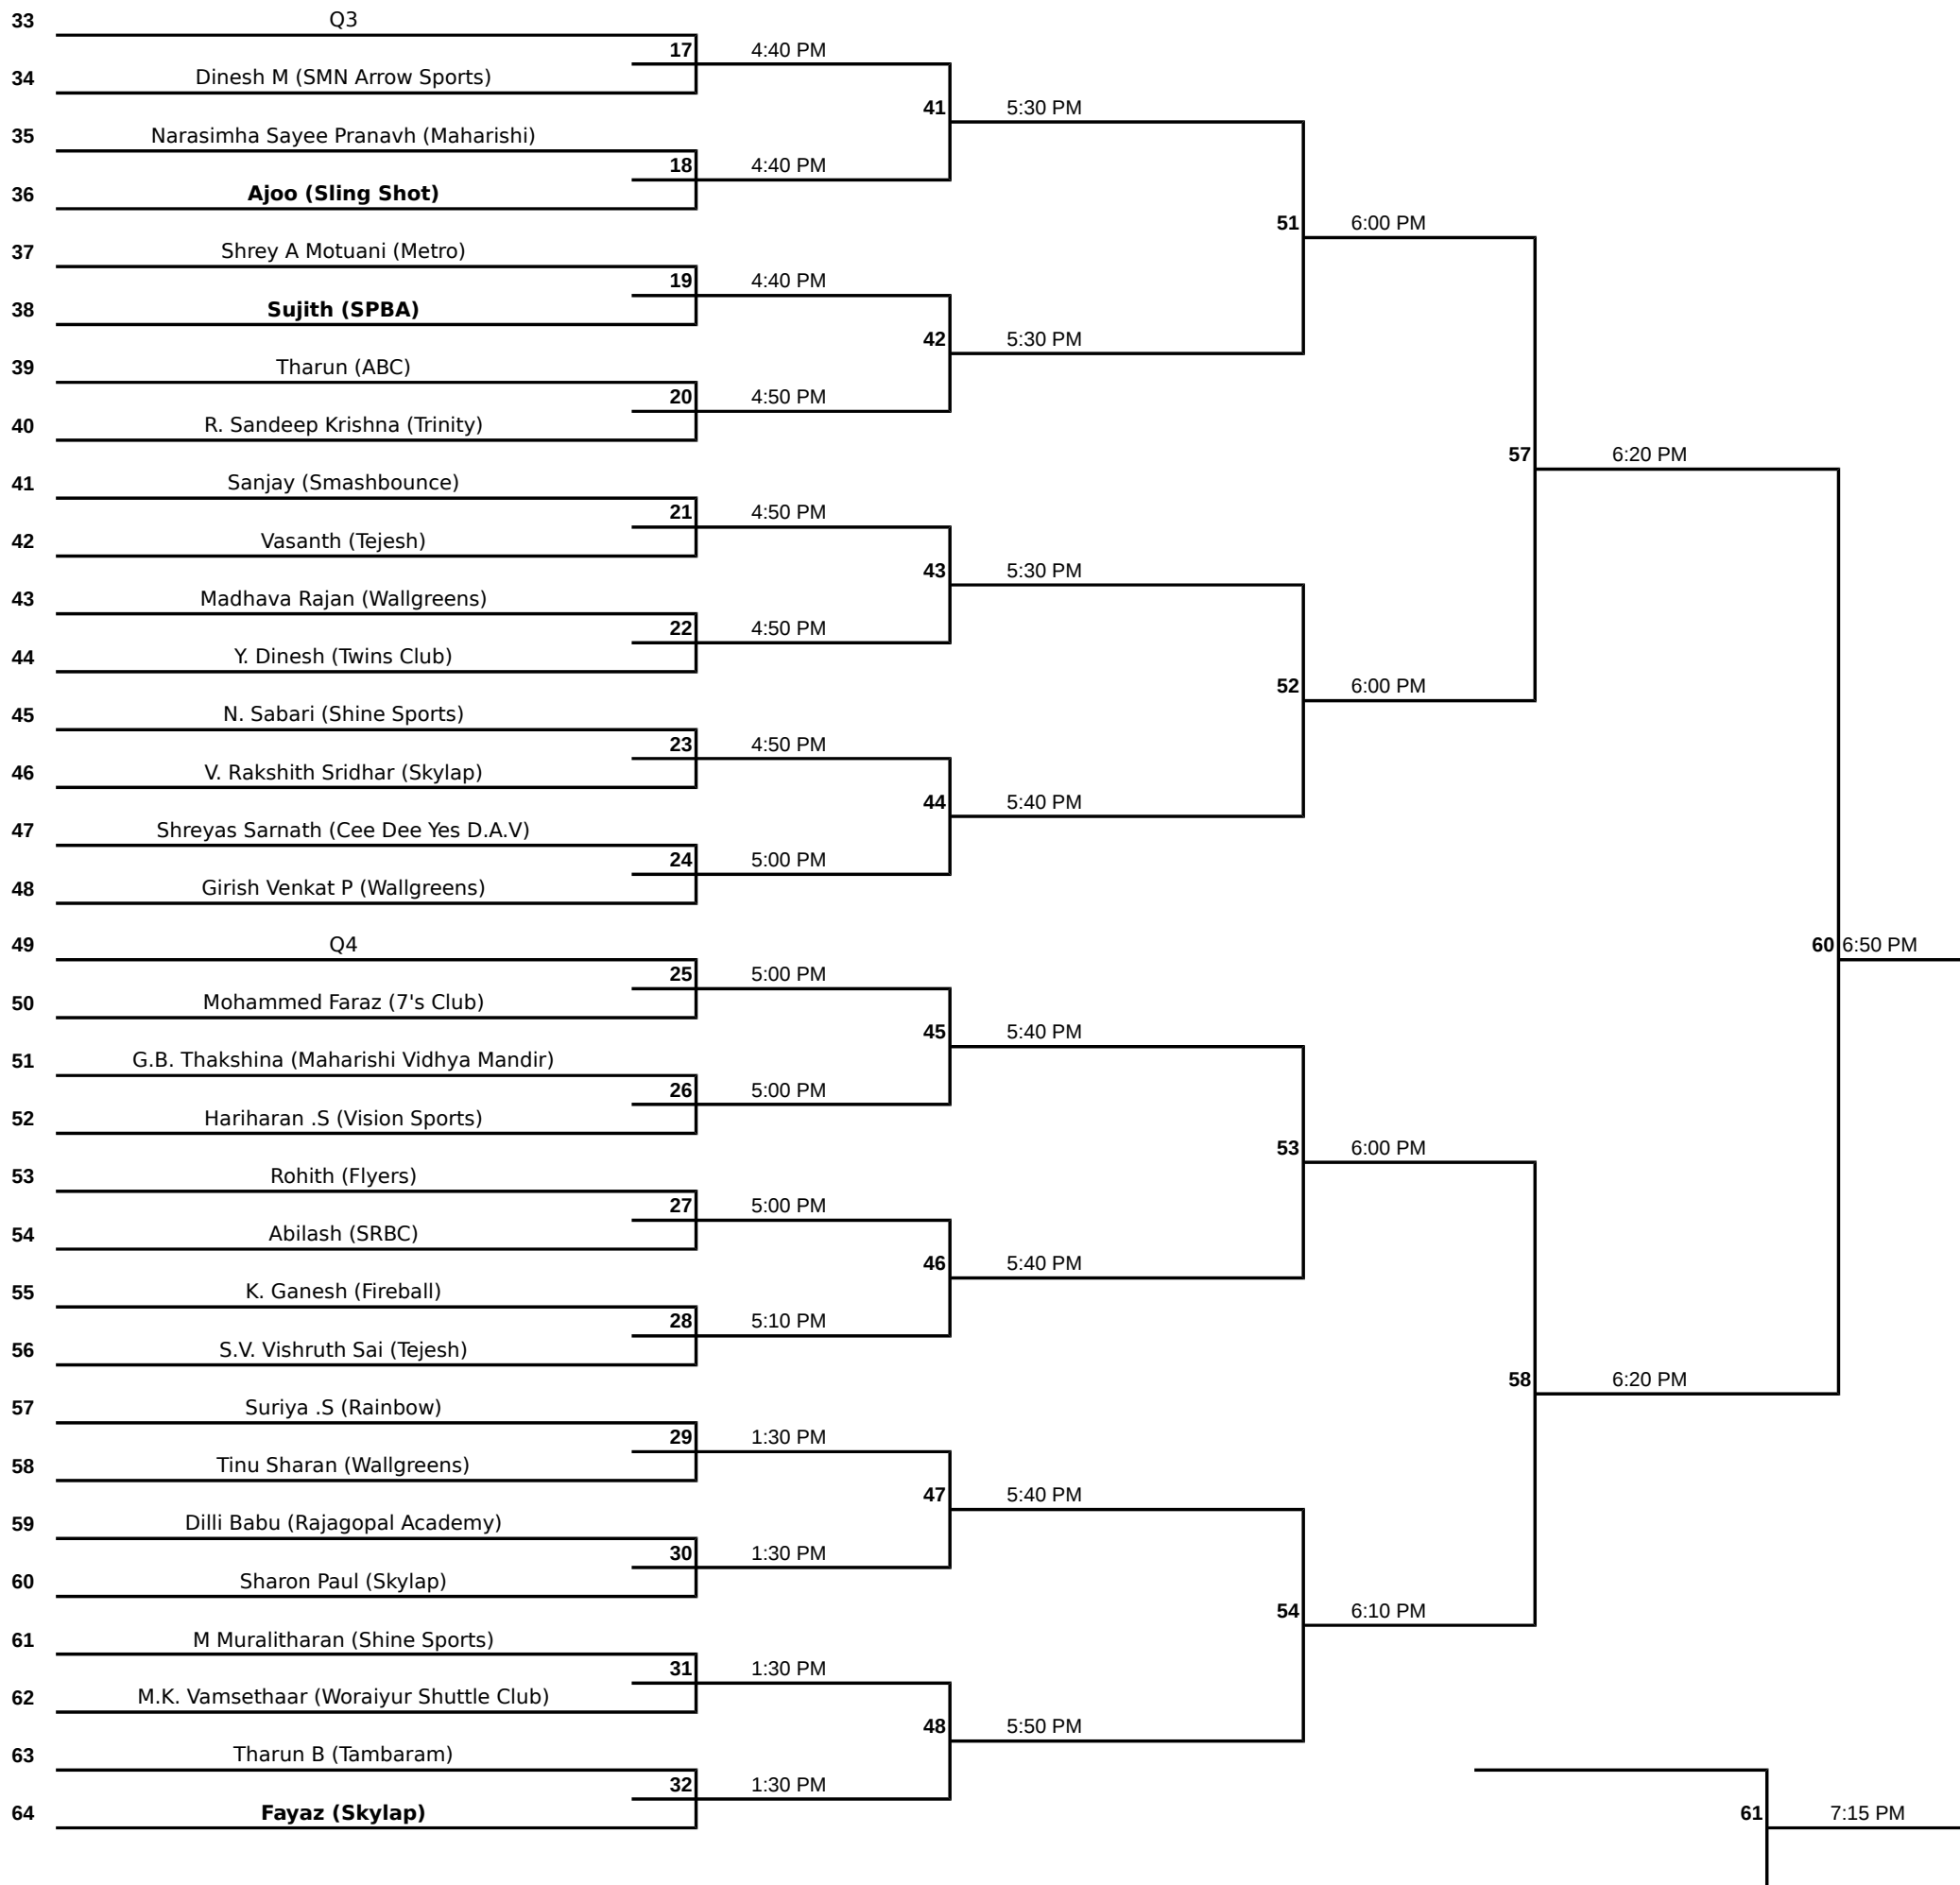 33 Q3
17 4:40 PM
34 Dinesh M (SMN Arrow Sports)
41 5:30 PM
35 Narasimha Sayee Pranavh (Maharishi)
18 4:40 PM
36 Ajoo (Sling Shot)
51 6:00 PM
37 Shrey A Motuani (Metro)
19 4:40 PM
38 Sujith (SPBA)
42 5:30 PM
39 Tharun (ABC)
20 4:50 PM
40 R. Sandeep Krishna (Trinity)
57 6:20 PM
41 Sanjay (Smashbounce)
21 4:50 PM
42 Vasanth (Tejesh)
43 5:30 PM
43 Madhava Rajan (Wallgreens)
22 4:50 PM
44 Y. Dinesh (Twins Club)
52 6:00 PM
45 N. Sabari (Shine Sports)
23 4:50 PM
46 V. Rakshith Sridhar (Skylap)
44 5:40 PM
47 Shreyas Sarnath (Cee Dee Yes D.A.V)
24 5:00 PM
48 Girish Venkat P (Wallgreens)
49 Q4 60 6:50 PM
25 5:00 PM
50 Mohammed Faraz (7's Club)
45 5:40 PM
51 G.B. Thakshina (Maharishi Vidhya Mandir)
26 5:00 PM
52 Hariharan .S (Vision Sports)
53 6:00 PM
53 Rohith (Flyers)
27 5:00 PM
54 Abilash (SRBC)
46 5:40 PM
55 K. Ganesh (Fireball)
28 5:10 PM
56 S.V. Vishruth Sai (Tejesh)
58 6:20 PM
57 Suriya .S (Rainbow)
29 1:30 PM
58 Tinu Sharan (Wallgreens)
47 5:40 PM
59 Dilli Babu (Rajagopal Academy)
30 1:30 PM
60 Sharon Paul (Skylap)
54 6:10 PM
61 M Muralitharan (Shine Sports)
31 1:30 PM
62 M.K. Vamsethaar (Woraiyur Shuttle Club)
48 5:50 PM
63 Tharun B (Tambaram)
32 1:30 PM
64 Fayaz (Skylap)
61 7:15 PM